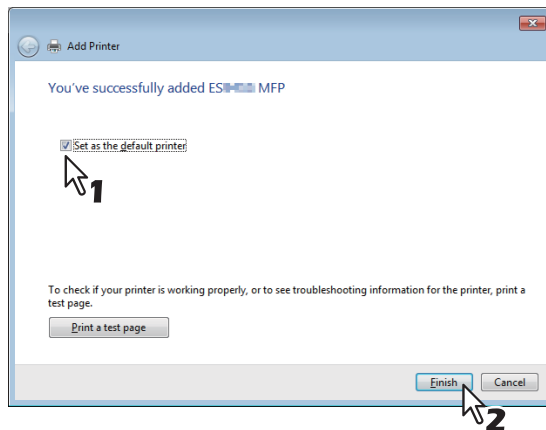 Add Printer
You've successfully added ES MFP
Set as the default printer
1
To check if your printer is working properly, or to see troubleshooting information for the printer, print a
test page.
Print a test page
Finish
Cancel
2